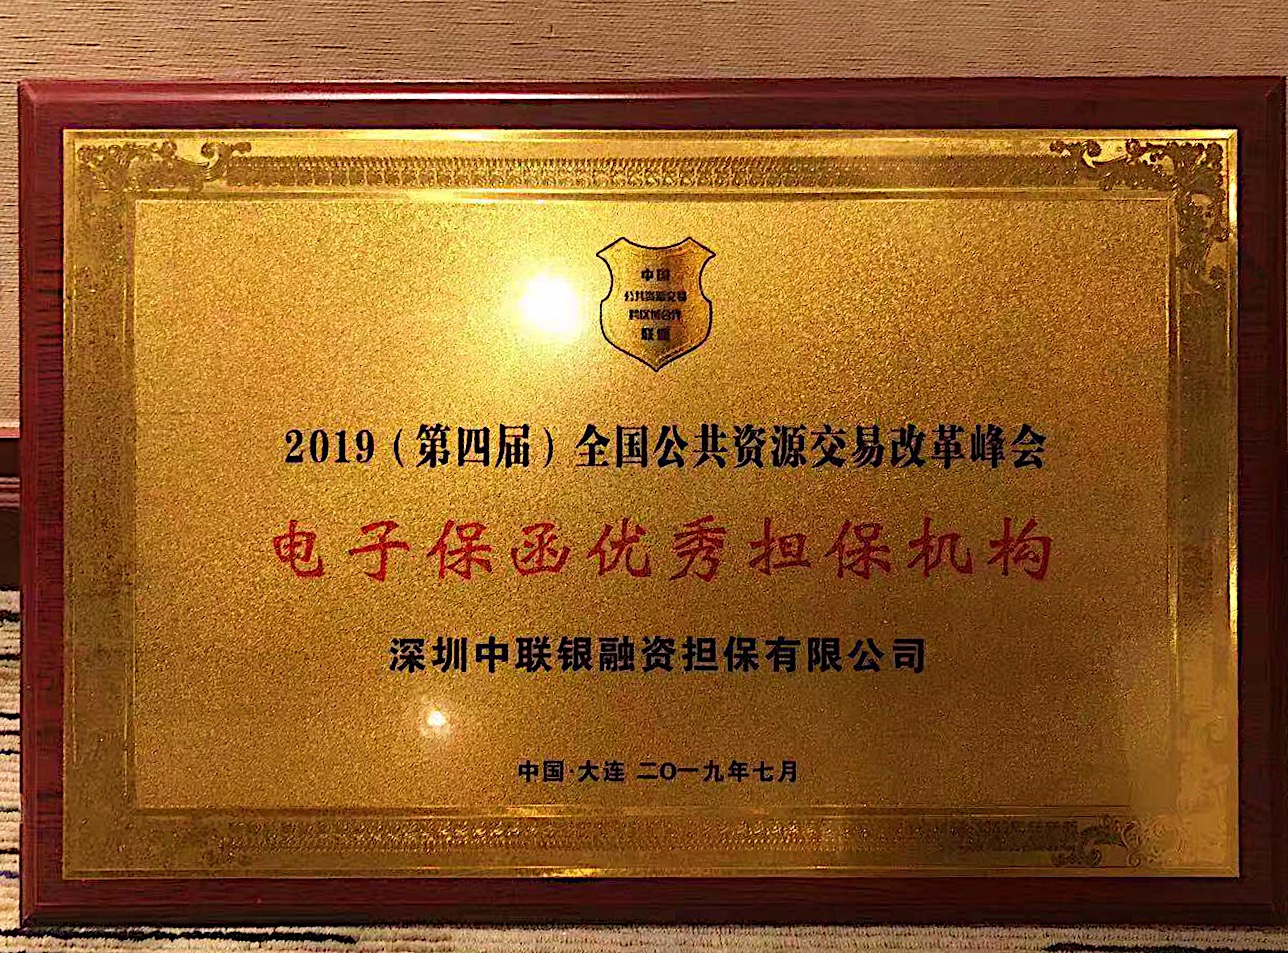 中国
公共资源交易
跨区域合作
联盟
2019（第四届）全国公共资源交易改革峰会
电子保函优秀担保机构
深圳中联银融资担保有限公司
中国·大连 二〇一九年七月